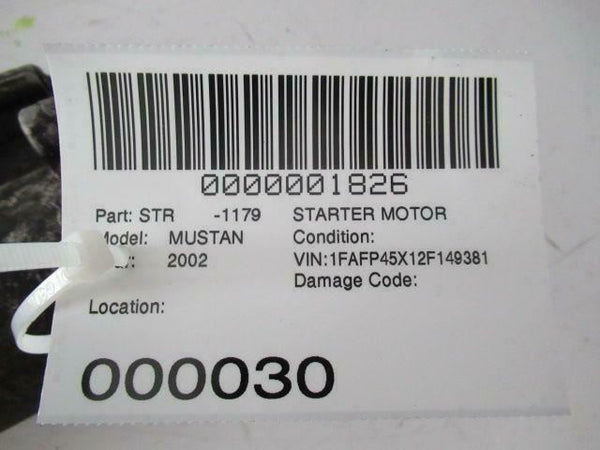 0000001826
Part: STR -1179 STARTER MOTOR
Model: MUSTAN Condition:
2002 VIN:1FAFP45X12F149381
Damage Code:
Location:
000030